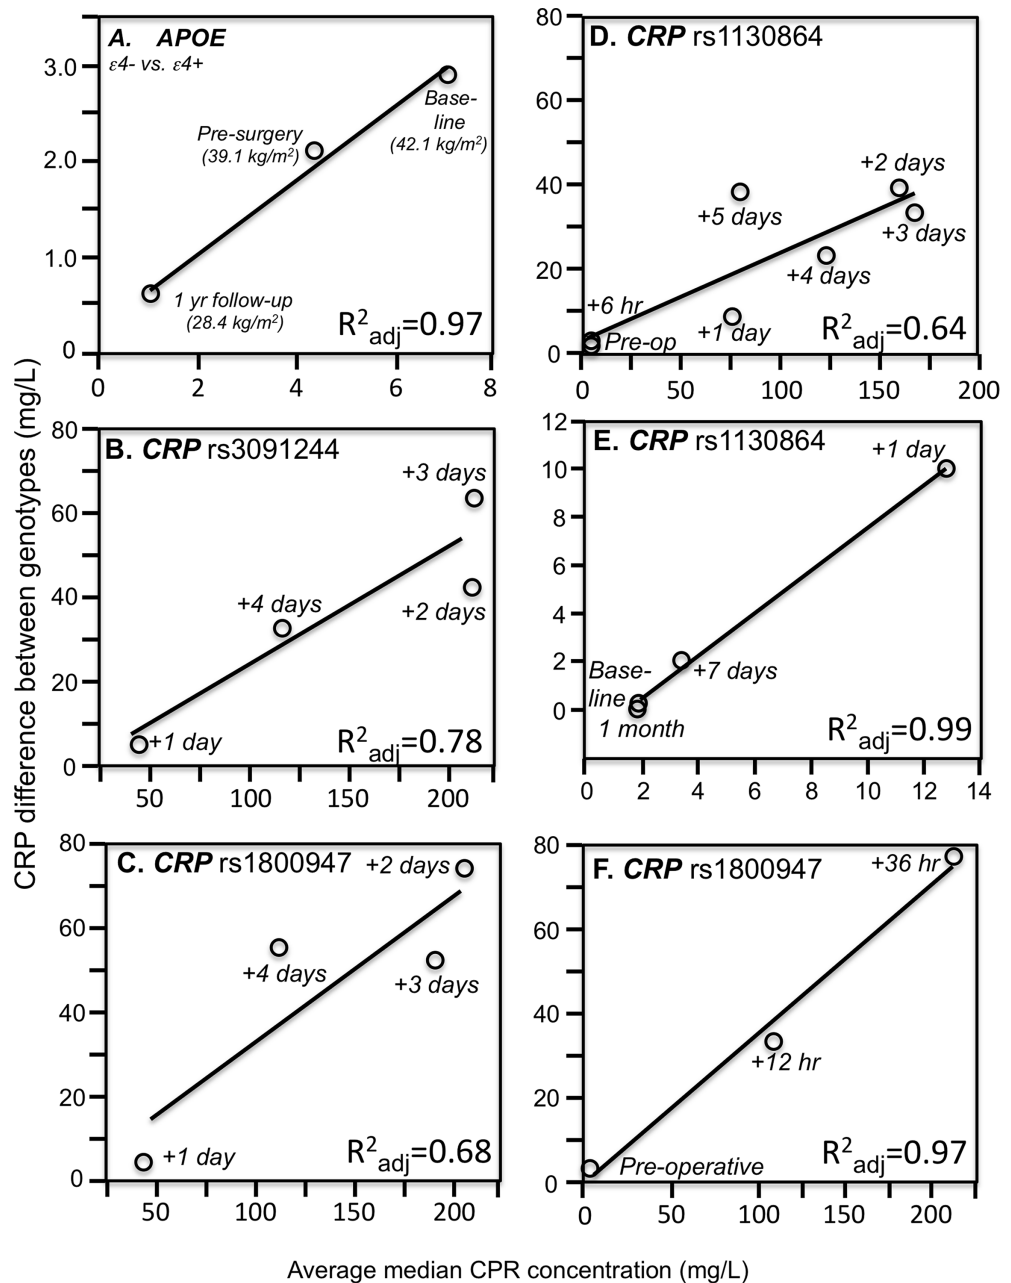 CRP difference between genotypes (mg/L)
A. APOE
ε4- vs. ε4+
3.0
2.0
1.0
0
Base-
line
(42.1 kg/m²)
Pre-surgery
(39.1 kg/m²)
1 yr follow-up
(28.4 kg/m²)
R²adj=0.97
0 2 4 6 8
D. CRP rs1130864
80
60
40
20
0
+2 days
+5 days
+3 days
+4 days
+6 hr
+1 day
Pre-op
R²adj=0.64
0 50 100 150 200
B. CRP rs3091244
80
60
40
20
0
+3 days
+4 days
+2 days
+1 day
R²adj=0.78
50 100 150 200
E. CRP rs1130864
12
10
8
6
4
2
0
+1 day
Base-
line
+7 days
1 month
R²adj=0.99
0 2 4 6 8 10 12 14
C. CRP rs1800947
80
60
40
20
0
+2 days
+4 days
+3 days
+1 day
R²adj=0.68
50 100 150 200
F. CRP rs1800947
80
60
40
20
0
+36 hr
+12 hr
Pre-operative
R²adj=0.97
0 50 100 150 200
Average median CPR concentration (mg/L)